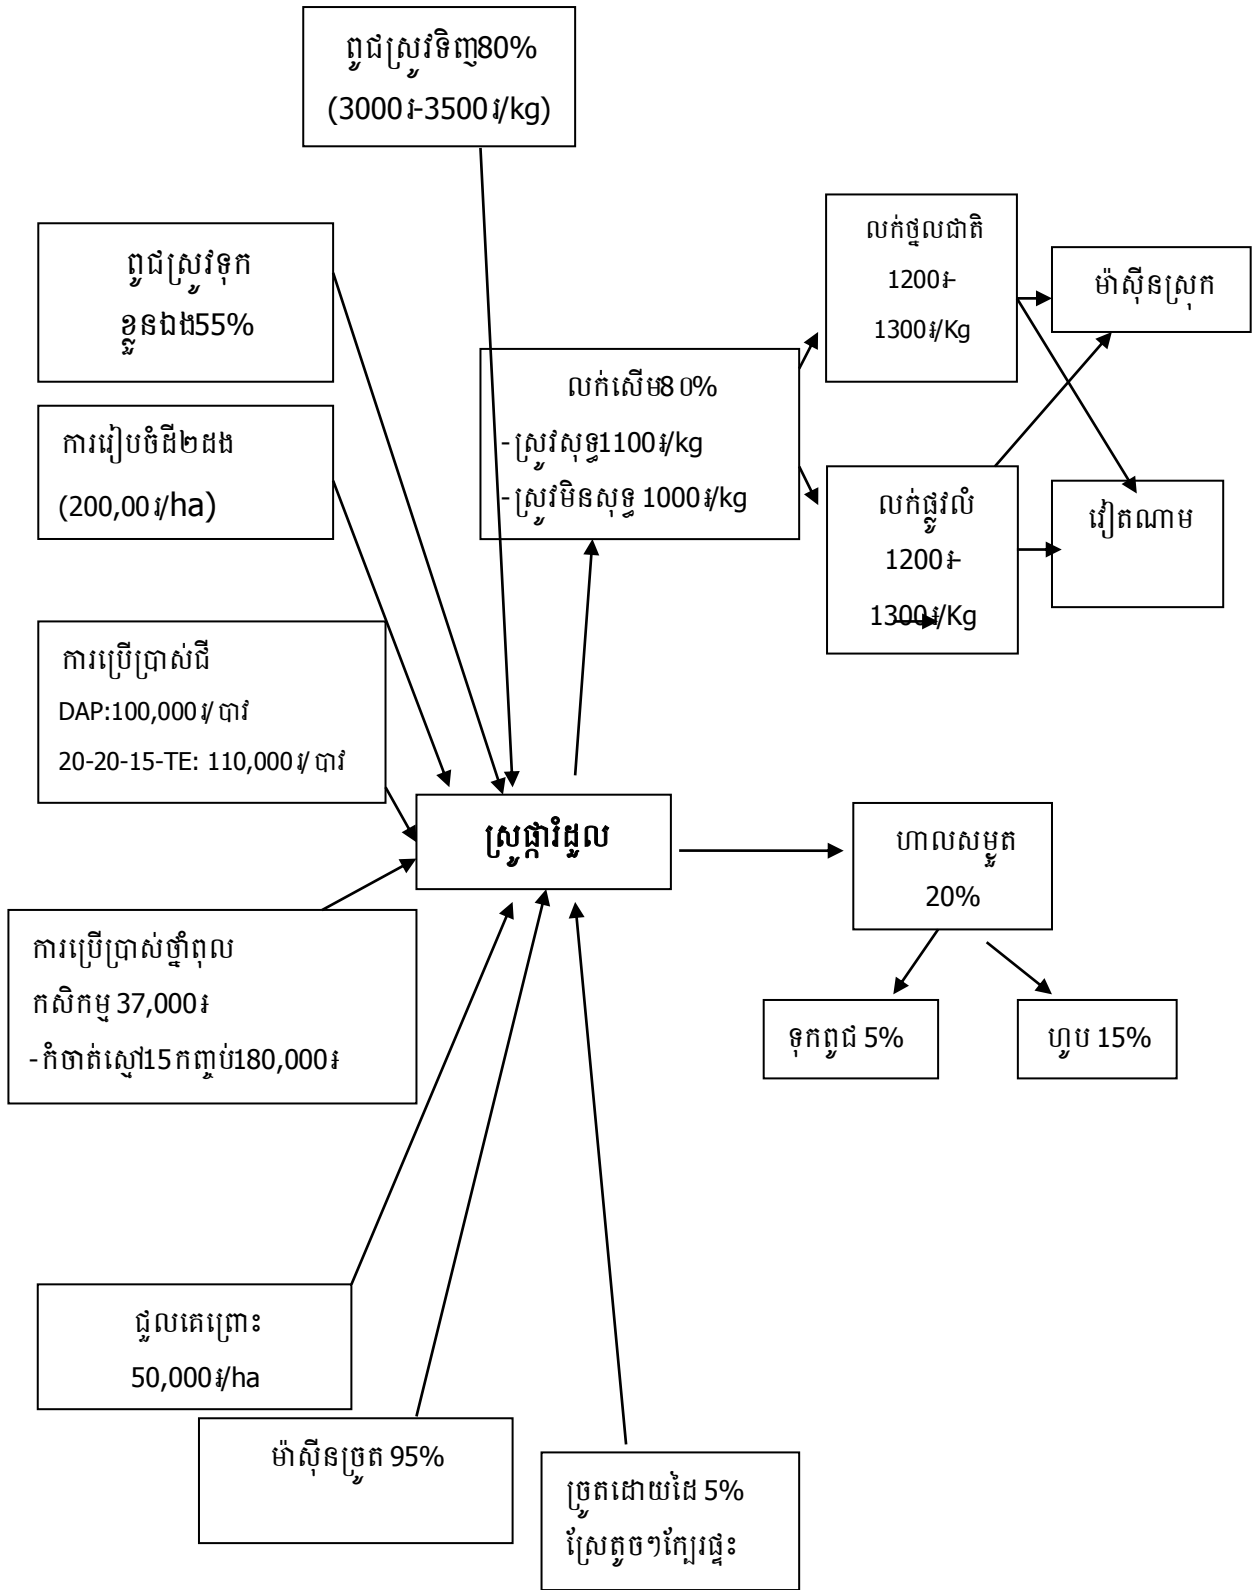 ពូជស្រូវទិញ80%
(3000៛-3500៛/kg)
ពូជស្រូវទុក
ខ្លួនឯង55%
ការរៀបចំដី២ដង
(200,00៛/ha)
ការប្រើប្រាស់ជី
DAP:100,000៛/ បាវ
20-20-15-TE: 110,000៛/ បាវ
ការប្រើប្រាស់ថ្នាំពុល
កសិកម្ម 37,000៛
-កំចាត់ស្មៅ15កញ្ចប់180,000៛
ជួលគេព្រោះ
50,000៛/ha
ម៉ាស៊ីនច្រូត 95%
ច្រូតដោយដៃ 5%
ស្រែតូចៗក្បែរផ្ទះ
ស្រូផ្ការំដួល
លក់សើម8០%
-ស្រូវសុទ្ធ1100៛/kg
-ស្រូវមិនសុទ្ធ 1000៛/kg
លក់ថ្នលជាតិ
1200៛-
1300៛/Kg
លក់ផ្លូវលំ
1200៛-
1300៛/Kg
ម៉ាស៊ីនស្រុក
វៀតណាម
ហាលសម្ងួត
20%
ទុកពូជ 5%
ហូប 15%